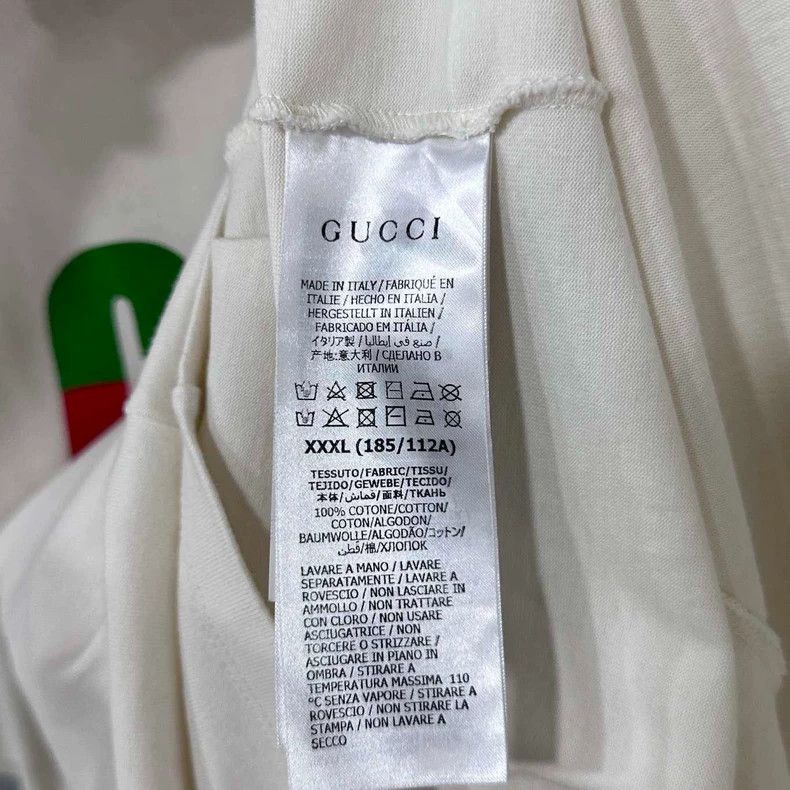 GUCCI
MADE IN ITALY / FABRIQUÉ EN
ITALIE / HECHO EN ITALIA /
HERGESTELLT IN ITALIEN /
FABRICADO EM ITÁLIA /
イタリア製 / صنع في إيطاليا /
产地:意大利 / СДЕЛАНО В
ИТАЛИИ
XXXL (185/112A)
TESSUTO/FABRIC/TISSU/
TEJIDO/GEWEBE/TECIDO/
本体/قماش/面料/ТКАНЬ
100% COTONE/COTTON/
COTON/ALGODON/
BAUMWOLLE/ALGODÃO/コットン/
قطن/棉/ХЛОПОК
LAVARE A MANO / LAVARE
SEPARATAMENTE / LAVARE A
ROVESCIO / NON LASCIARE IN
AMMOLLO / NON TRATTARE
CON CLORO / NON USARE
ASCIUGATRICE / NON
TORCERE O STRIZZARE /
ASCIUGARE IN PIANO IN
OMBRA / STIRARE A
TEMPERATURA MASSIMA 110
°C SENZA VAPORE / STIRARE A
ROVESCIO / NON STIRARE LA
STAMPA / NON LAVARE A
SECCO